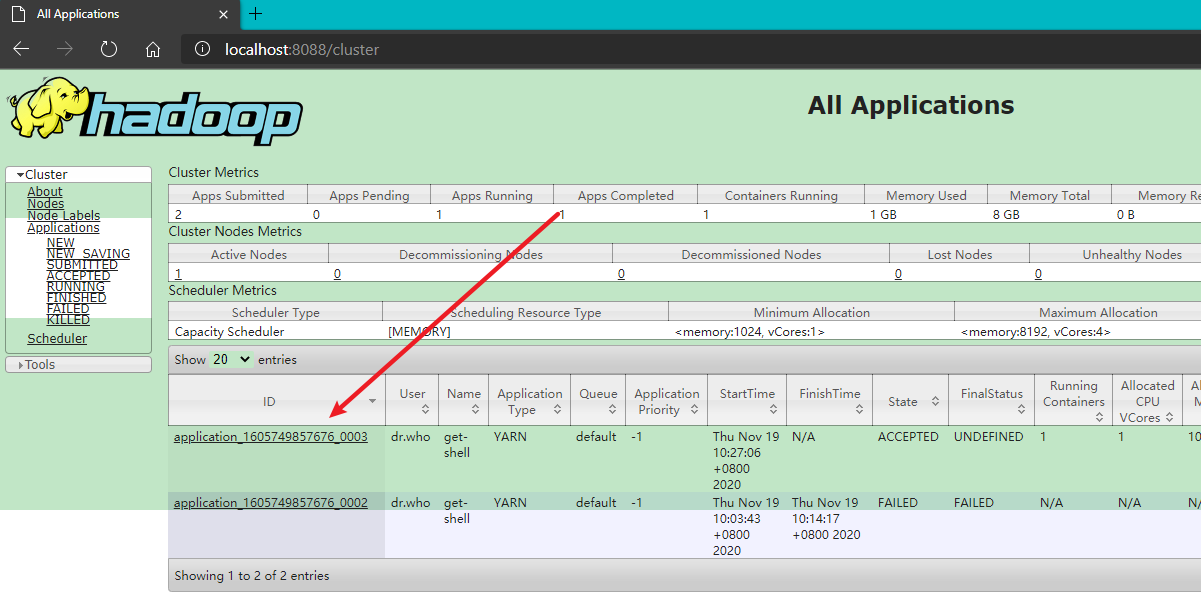 All Applications
localhost:8088/cluster
hadoop
All Applications
Cluster
About
Nodes
Node Labels
Applications
NEW
NEW_SAVING
SUBMITTED
ACCEPTED
RUNNING
FINISHED
FAILED
KILLED
Scheduler
Tools
Cluster Metrics
Apps Submitted Apps Pending Apps Running Apps Completed Containers Running Memory Used Memory Total Memory Re
2 0 1 1 1 1 GB 8 GB 0 B
Cluster Nodes Metrics
Active Nodes Decommissioning Nodes Decommissioned Nodes Lost Nodes Unhealthy Nodes
1 0 0 0 0
Scheduler Metrics
Scheduler Type Scheduling Resource Type Minimum Allocation Maximum Allocation
Capacity Scheduler [MEMORY] <memory:1024, vCores:1> <memory:8192, vCores:4>
Show 20 entries
ID User Name Application Type Queue Application Priority StartTime FinishTime State FinalStatus Running Containers Allocated CPU VCores Al M
application_1605749857676_0003 dr.who get-shell YARN default -1 Thu Nov 19 10:27:06 +0800 2020 N/A ACCEPTED UNDEFINED 1 1 10
application_1605749857676_0002 dr.who get-shell YARN default -1 Thu Nov 19 10:03:43 +0800 2020 Thu Nov 19 10:14:17 +0800 2020 FAILED FAILED N/A N/A N/
Showing 1 to 2 of 2 entries